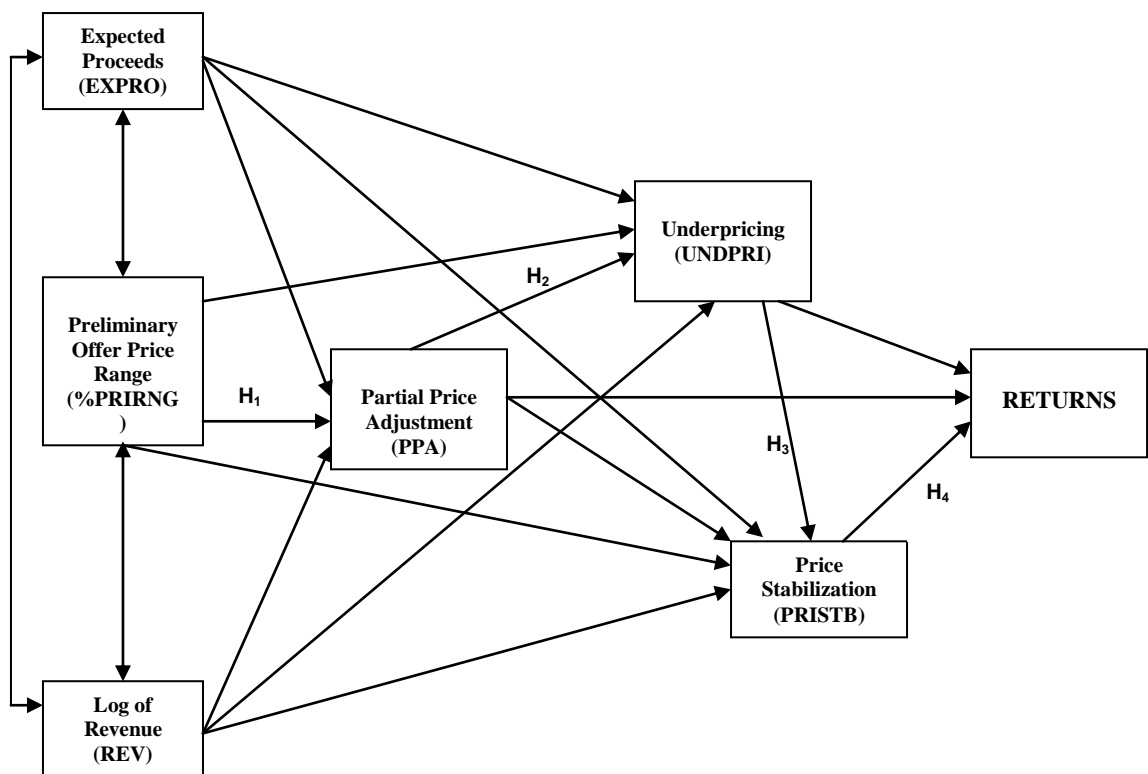 Expected
Proceeds
(EXPRO)
Underpricing
(UNDPRI)
H2
Preliminary
Offer Price
Range
(%PRIRNG
)
H1
Partial Price
Adjustment
(PPA)
RETURNS
H3
H4
Price
Stabilization
(PRISTB)
Log of
Revenue
(REV)